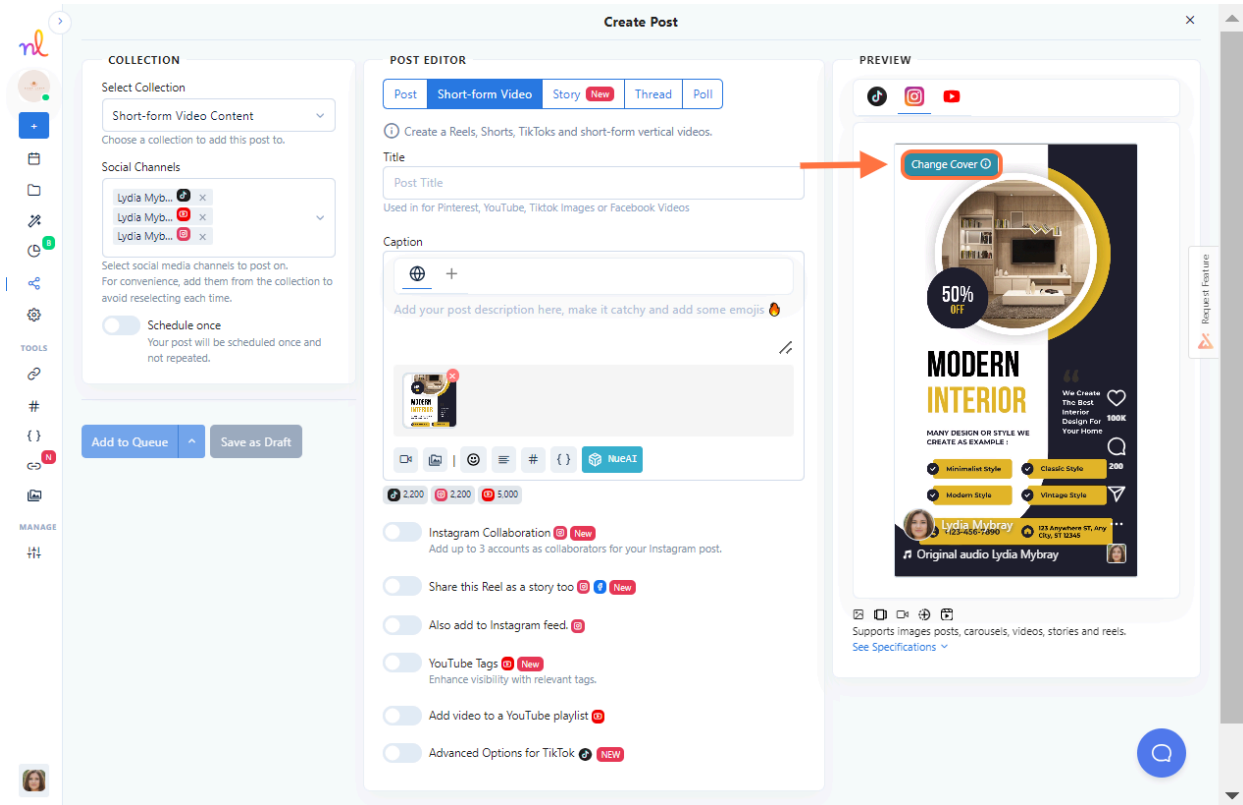 Create Post
nl
COLLECTION
Select Collection
Short-form Video Content
Choose a collection to add this post to.
Social Channels
Lydia Myb... ×
Lydia Myb... ×
Lydia Myb... ×
Select social media channels to post on.
For convenience, add them from the collection to
avoid reselecting each time.
Schedule once
Your post will be scheduled once and
not repeated.
Add to Queue
Save as Draft
8
TOOLS
#
{ }
N
MANAGE
POST EDITOR
Post
Short-form Video
Story New
Thread
Poll
Create a Reels, Shorts, TikToks and short-form vertical videos.
Title
Post Title
Used in for Pinterest, YouTube, Tiktok Images or Facebook Videos
Caption
Add your post description here, make it catchy and add some emojis 🔥
MODERN
INTERIOR
# { } NueAI
2,200 2,200 5,000
Instagram Collaboration New
Add up to 3 accounts as collaborators for your Instagram post.
Share this Reel as a story too New
Also add to Instagram feed.
YouTube Tags New
Enhance visibility with relevant tags.
Add video to a YouTube playlist
Advanced Options for TikTok NEW
PREVIEW
Change Cover
50%
OFF
MODERN
INTERIOR
MANY DESIGN OR STYLE WE
CREATE AS EXAMPLE :
Minimalist Style
Classic Style
Modern Style
Vintage Style
We Create
The Best
Interior
Design For
Your Home
100K
200
Lydia Mybray
+123-456-7890
123 Anywhere ST, Any
City, ST 12345
Original audio Lydia Mybray
Supports images posts, carousels, videos, stories and reels.
See Specifications
Request Feature